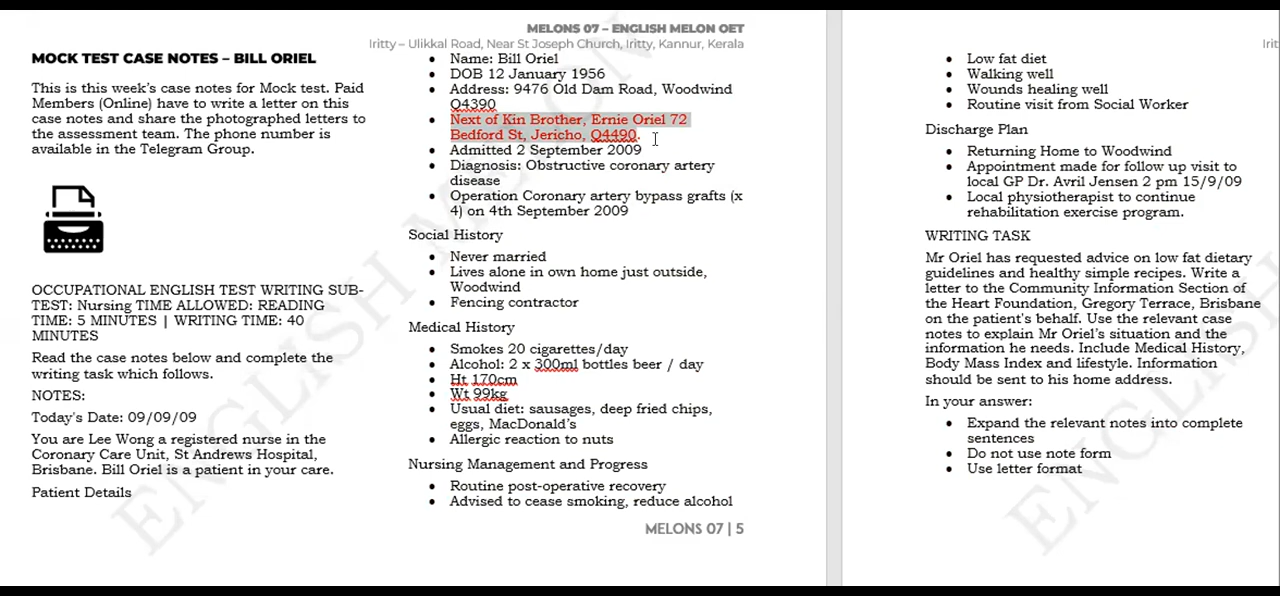 MELONS 07 – ENGLISH MELON OET
Iritty – Ulikkal Road, Near St Joseph Church, Iritty, Kannur, Kerala
MOCK TEST CASE NOTES – BILL ORIEL
This is this week's case notes for Mock test. Paid
Members (Online) have to write a letter on this
case notes and share the photographed letters to
the assessment team. The phone number is
available in the Telegram Group.
OCCUPATIONAL ENGLISH TEST WRITING SUB-
TEST: Nursing TIME ALLOWED: READING
TIME: 5 MINUTES | WRITING TIME: 40
MINUTES
Read the case notes below and complete the
writing task which follows.
NOTES:
Today's Date: 09/09/09
You are Lee Wong a registered nurse in the
Coronary Care Unit, St Andrews Hospital,
Brisbane. Bill Oriel is a patient in your care.
Patient Details
• Name: Bill Oriel
• DOB 12 January 1956
• Address: 9476 Old Dam Road, Woodwind
Q4390
• Next of Kin Brother, Ernie Oriel 72
Bedford St, Jericho, Q4490.
• Admitted 2 September 2009
• Diagnosis: Obstructive coronary artery
disease
• Operation Coronary artery bypass grafts (x
4) on 4th September 2009
Social History
• Never married
• Lives alone in own home just outside,
Woodwind
• Fencing contractor
Medical History
• Smokes 20 cigarettes/day
• Alcohol: 2 x 300ml bottles beer / day
• Ht 170cm
• Wt 99kg
• Usual diet: sausages, deep fried chips,
eggs, MacDonald's
• Allergic reaction to nuts
Nursing Management and Progress
• Routine post-operative recovery
• Advised to cease smoking, reduce alcohol
MELONS 07 | 5
ENGLISH MELON
Irit
• Low fat diet
• Walking well
• Wounds healing well
• Routine visit from Social Worker
Discharge Plan
• Returning Home to Woodwind
• Appointment made for follow up visit to
local GP Dr. Avril Jensen 2 pm 15/9/09
• Local physiotherapist to continue
rehabilitation exercise program.
WRITING TASK
Mr Oriel has requested advice on low fat dietary
guidelines and healthy simple recipes. Write a
letter to the Community Information Section of
the Heart Foundation, Gregory Terrace, Brisbane
on the patient's behalf. Use the relevant case
notes to explain Mr Oriel's situation and the
information he needs. Include Medical History,
Body Mass Index and lifestyle. Information
should be sent to his home address.
In your answer:
• Expand the relevant notes into complete
sentences
• Do not use note form
• Use letter format